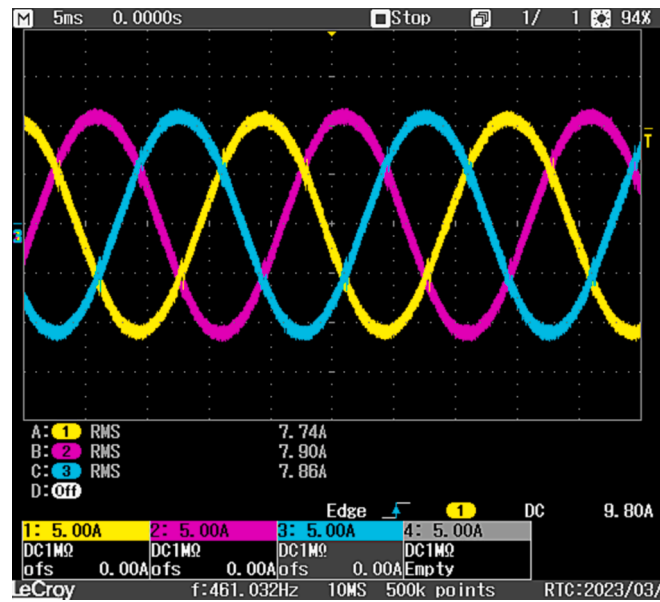 M 5ms 0.0000s Stop 1/ 1 94%
T
3
A: 1 RMS 7.74A
B: 2 RMS 7.90A
C: 3 RMS 7.86A
D: Off
Edge 1 DC 9.80A
1: 5.00A 2: 5.00A 3: 5.00A 4: 5.00A
DC1MΩ DC1MΩ DC1MΩ DC1MΩ
ofs 0.00A ofs 0.00A ofs 0.00A Empty
LeCroy f:461.032Hz 10MS 500k points RTC:2023/03/